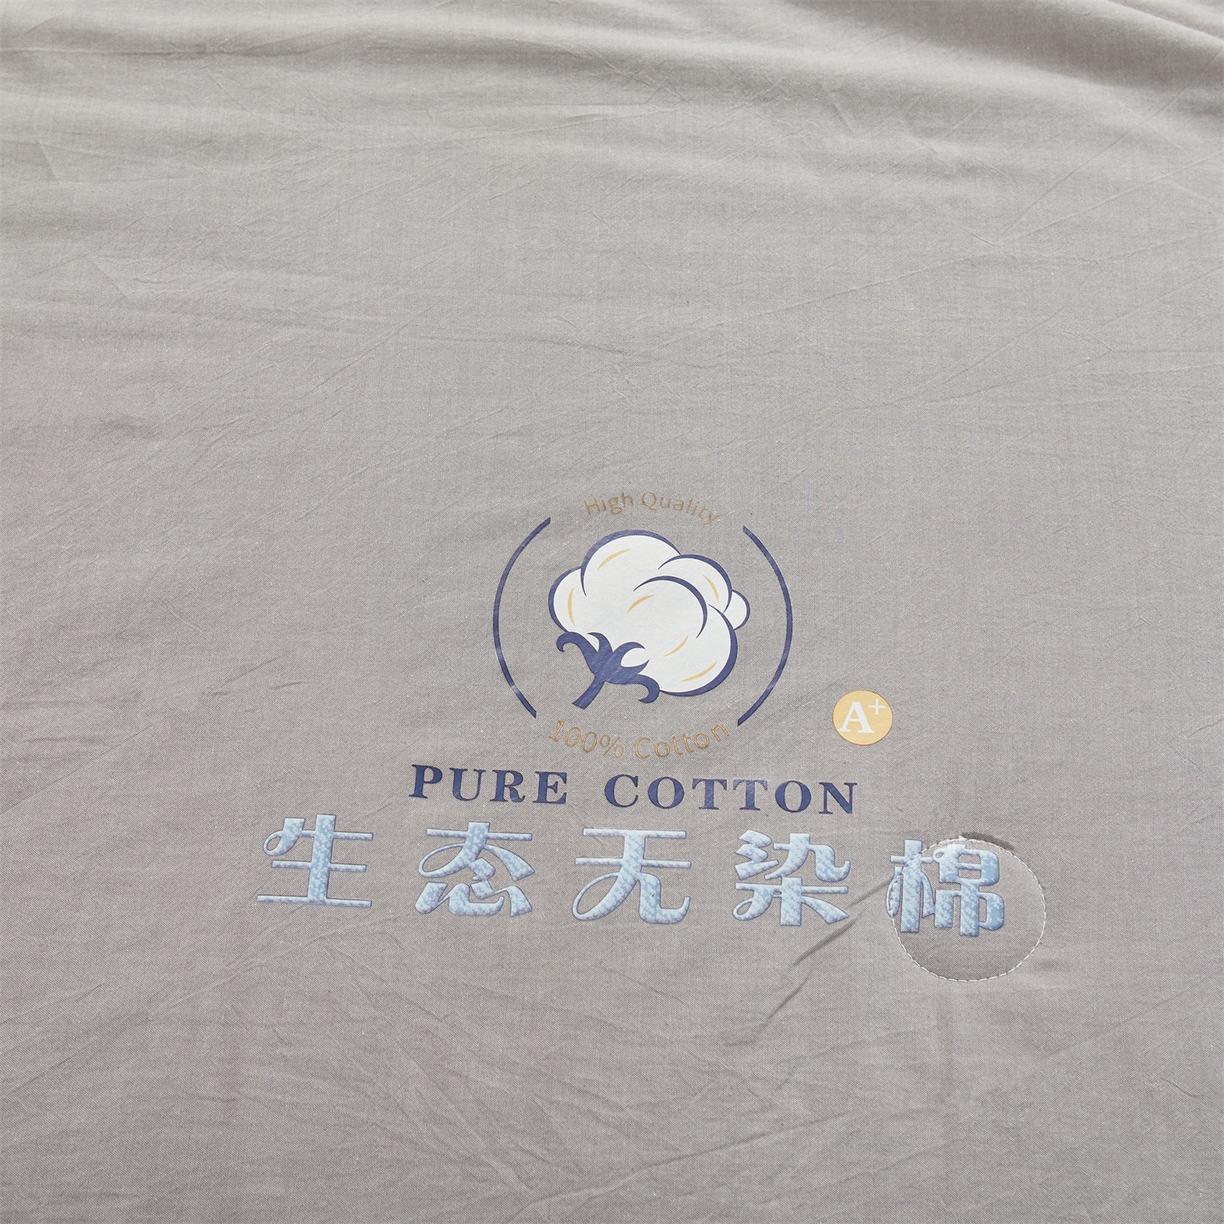 High Quality
100% Cotton
A+
PURE COTTON
生态无染棉